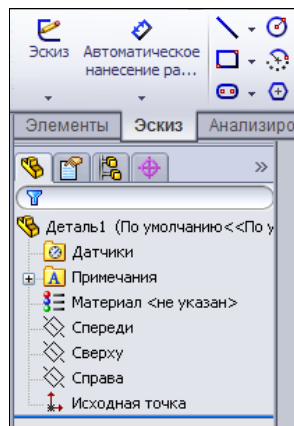 Эскиз
Автоматическое
нанесение ра...
Элементы Эскиз Анализиро
Деталь1 (По умолчанию<<По у
Датчики
Примечания
Материал <не указан>
Спереди
Сверху
Справа
Исходная точка